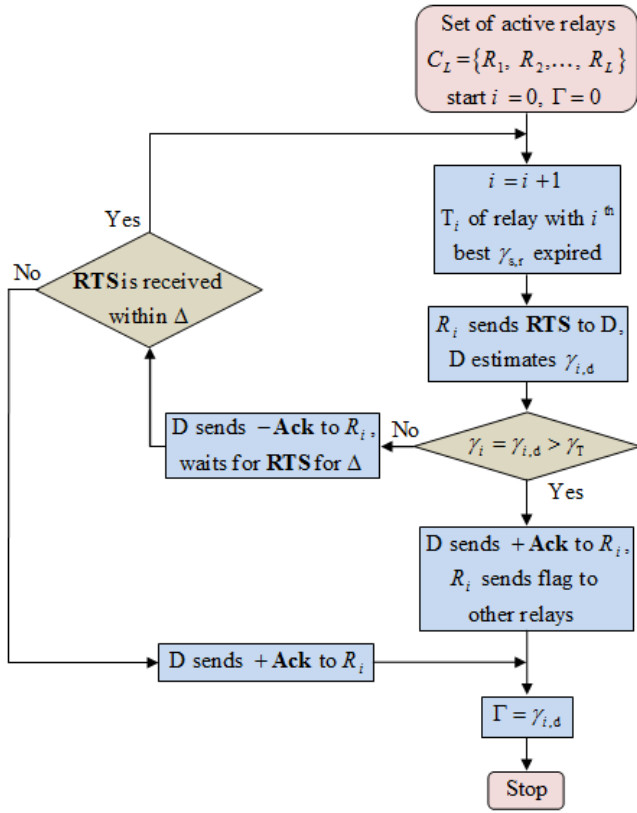 Set of active relays
C_L = {R_1, R_2,..., R_L}
start i = 0, Γ = 0
i = i + 1
T_i of relay with i^th
best γ_s,r expired
R_i sends RTS to D,
D estimates γ_i,d
γ_i = γ_i,d > γ_T
No
Yes
D sends −Ack to R_i,
waits for RTS for Δ
RTS is received
within Δ
Yes
No
D sends +Ack to R_i,
R_i sends flag to
other relays
D sends +Ack to R_i
Γ = γ_i,d
Stop